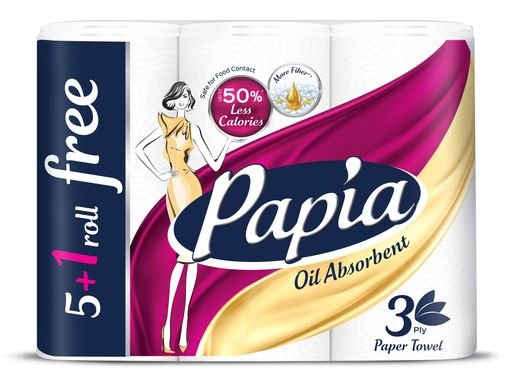 5+1 roll free
Safe for Food Contact
50%*
Less
Calories
More Fiber**
Papia
Oil Absorbent
3
Ply
Paper Towel